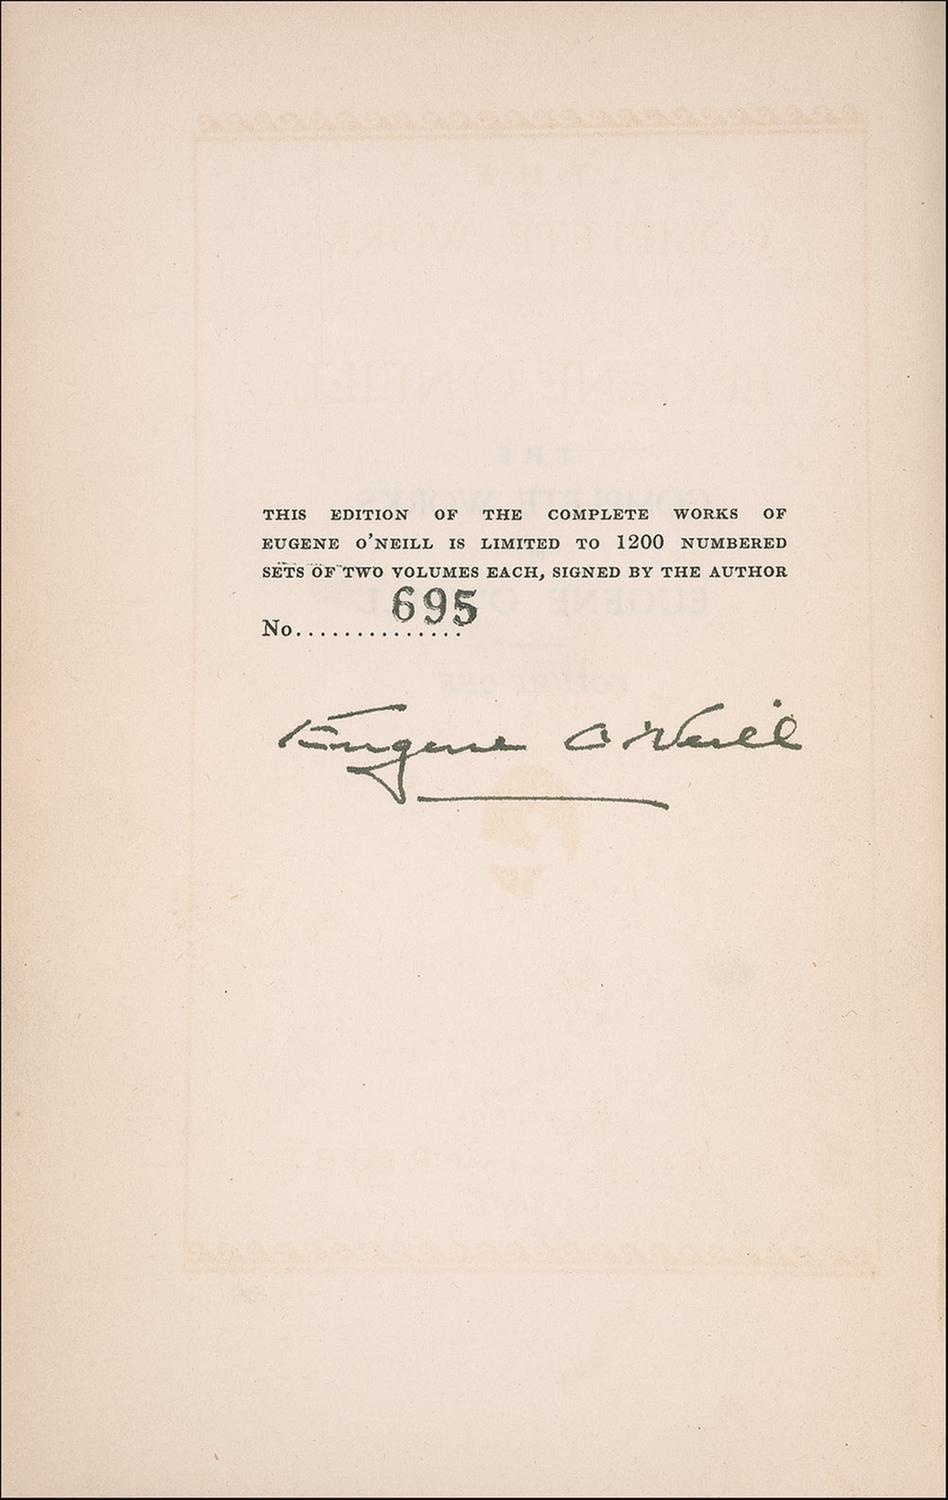 THIS EDITION OF THE COMPLETE WORKS OF
EUGENE O'NEILL IS LIMITED TO 1200 NUMBERED
SETS OF TWO VOLUMES EACH, SIGNED BY THE AUTHOR
695
No..............
Eugene O'Neill